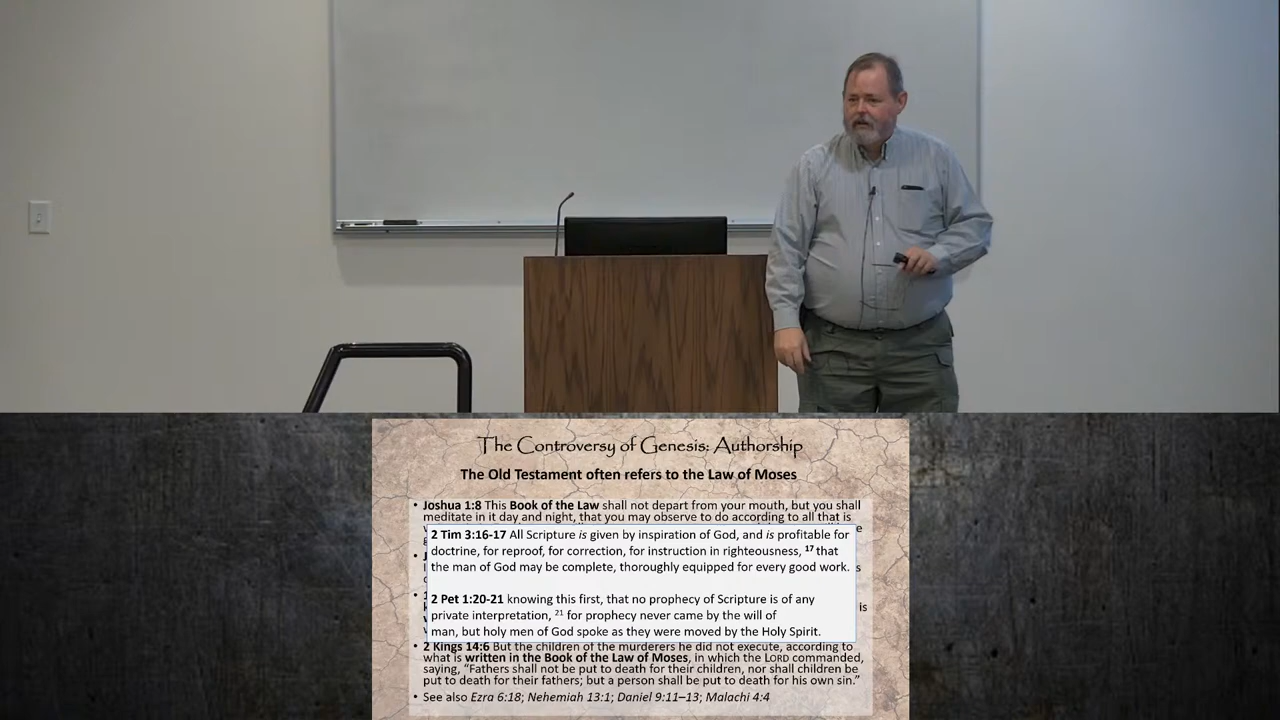 The Controversy of Genesis: Authorship
The Old Testament often refers to the Law of Moses
• Joshua 1:8 This Book of the Law shall not depart from your mouth, but you shall
meditate in it day and night, that you may observe to do according to all that is
2 Tim 3:16-17 All Scripture is given by inspiration of God, and is profitable for
doctrine, for reproof, for correction, for instruction in righteousness, 17 that
the man of God may be complete, thoroughly equipped for every good work.
2 Pet 1:20-21 knowing this first, that no prophecy of Scripture is of any
private interpretation, 21 for prophecy never came by the will of
man, but holy men of God spoke as they were moved by the Holy Spirit.
• 2 Kings 14:6 But the children of the murderers he did not execute, according to
what is written in the Book of the Law of Moses, in which the LORD commanded,
saying, “Fathers shall not be put to death for their children, nor shall children be
put to death for their fathers; but a person shall be put to death for his own sin.”
• See also Ezra 6:18; Nehemiah 13:1; Daniel 9:11–13; Malachi 4:4